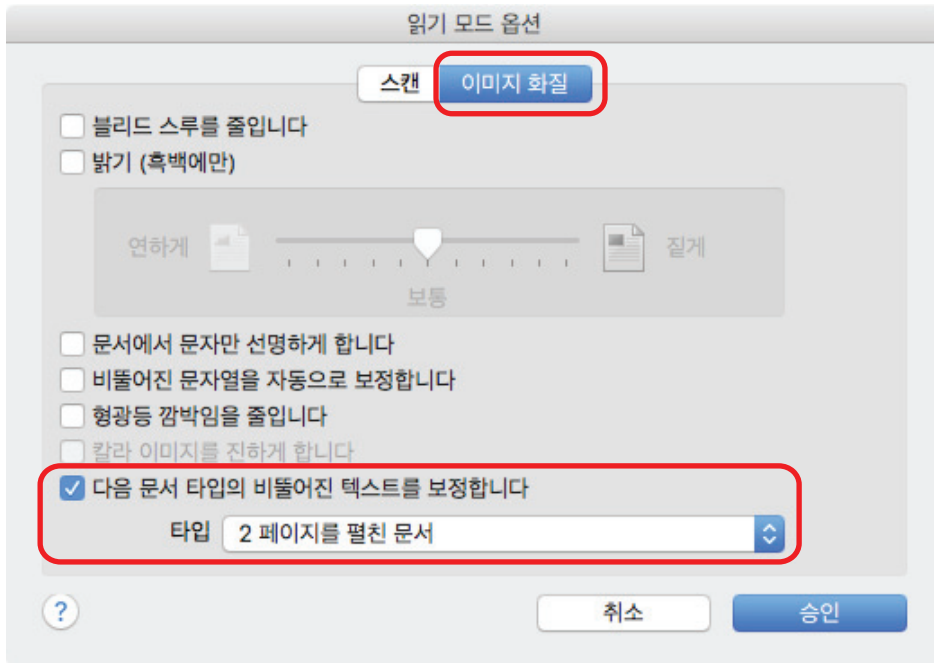 읽기 모드 옵션
스캔 이미지 화질
블리드 스루를 줄입니다
밝기 (흑백에만)
연하게 짙게
보통
문서에서 문자만 선명하게 합니다
비뚤어진 문자열을 자동으로 보정합니다
형광등 깜박임을 줄입니다
칼라 이미지를 진하게 합니다
다음 문서 타입의 비뚤어진 텍스트를 보정합니다
타입 2 페이지를 펼친 문서
? 취소 승인